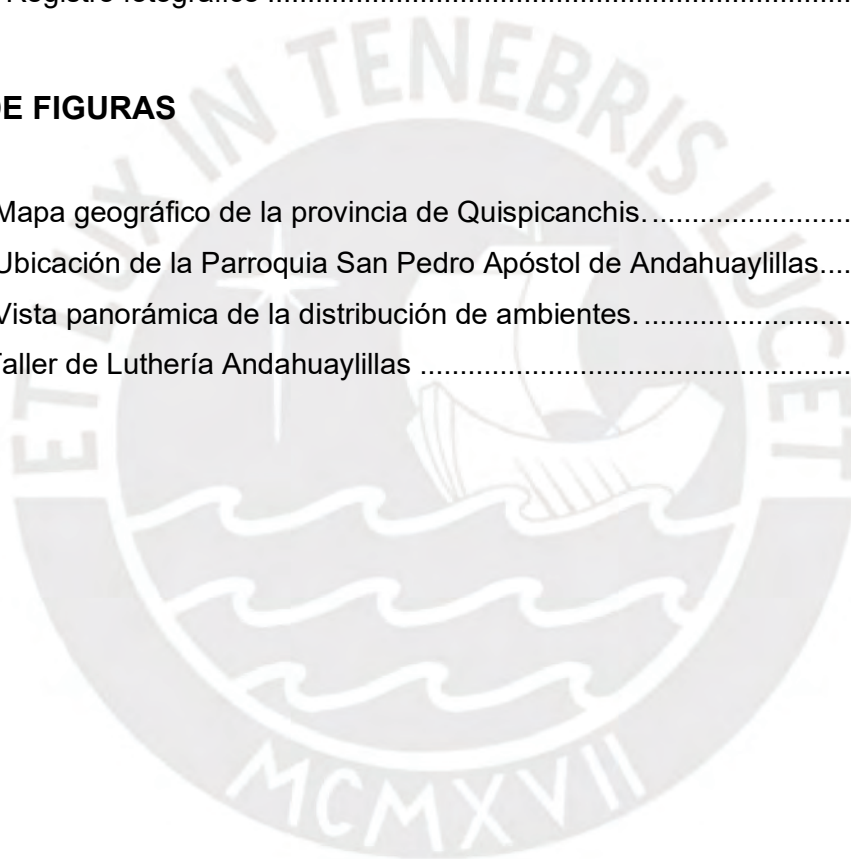 Registro fotográfico ........................................................................
DE FIGURAS
Mapa geográfico de la provincia de Quispicanchis. .........................
Ubicación de la Parroquia San Pedro Apóstol de Andahuaylillas....
Vista panorámica de la distribución de ambientes. ..........................
Taller de Luthería Andahuaylillas ......................................................
ET LUX IN TENEBRIS LUCET
MCMXVII